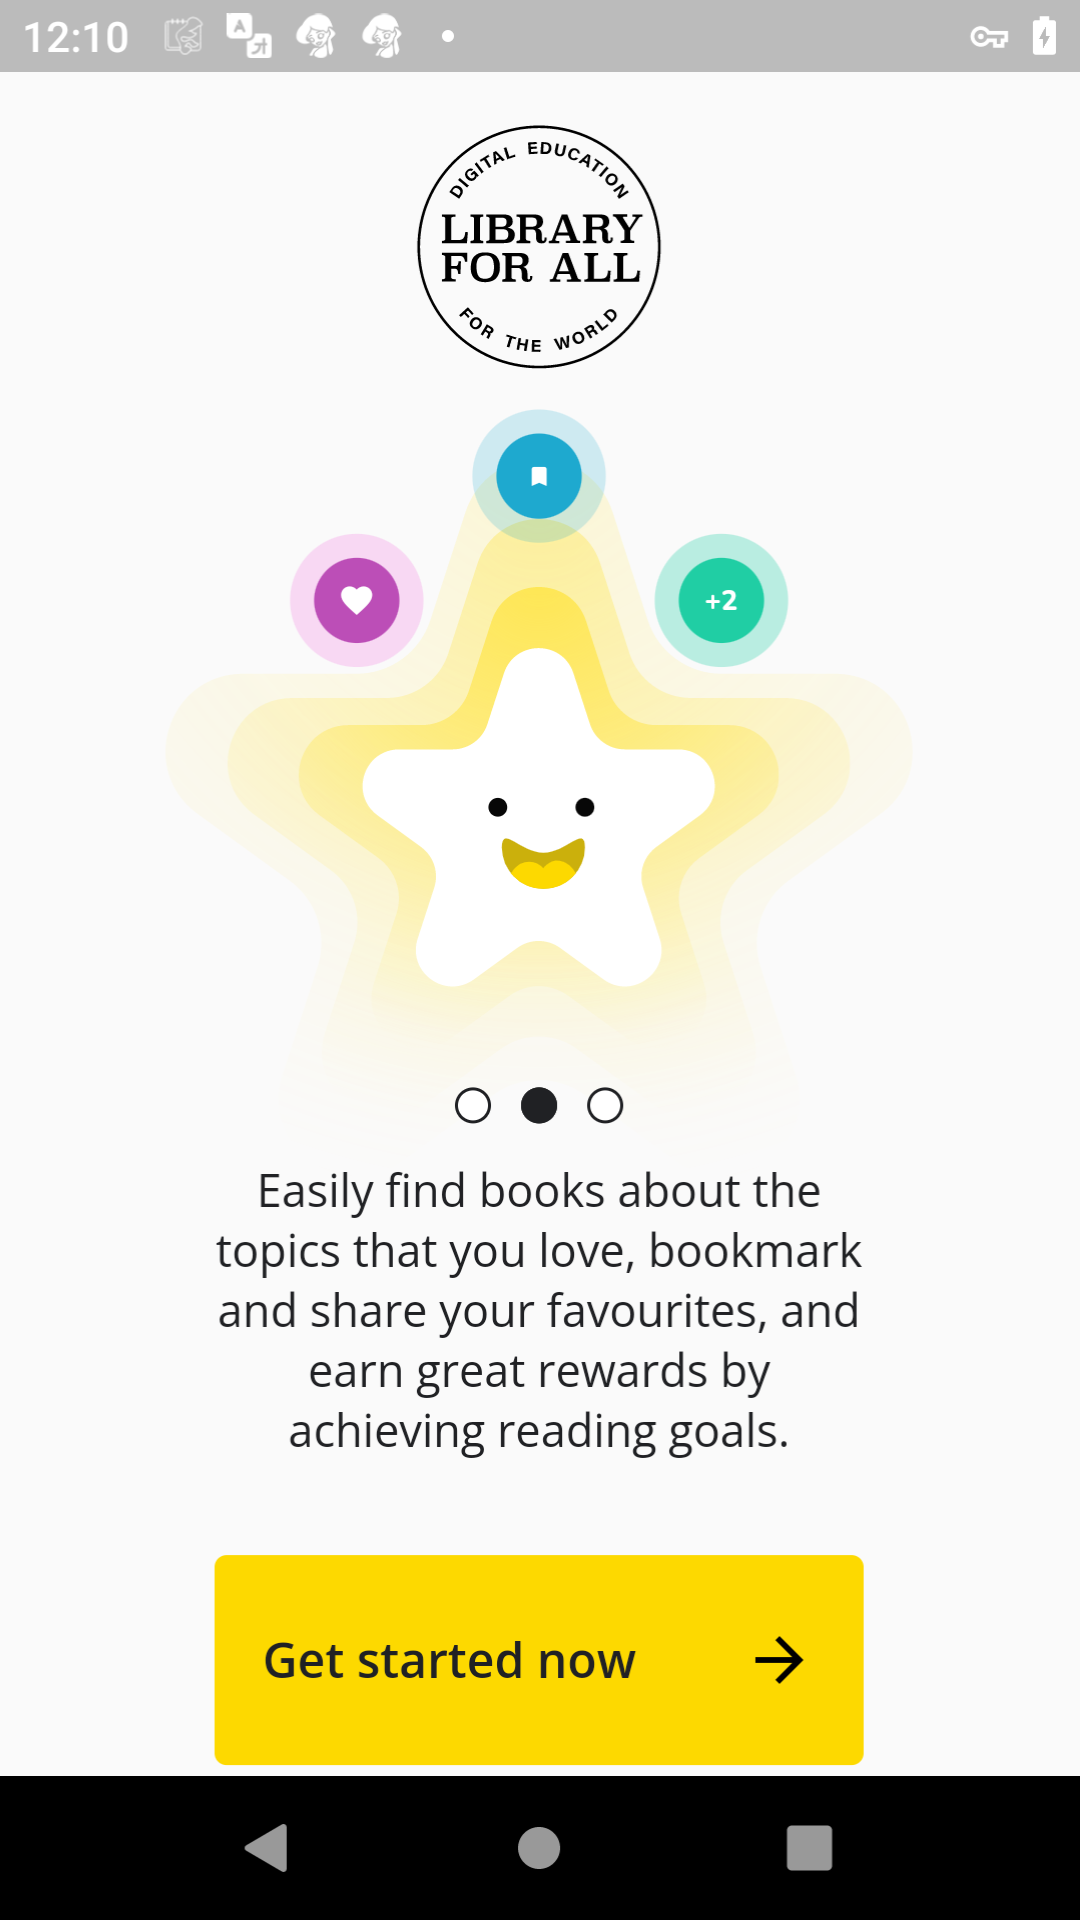 12:10
DIGITAL EDUCATION
LIBRARY
FOR ALL
FOR THE WORLD
+2
Easily find books about the
topics that you love, bookmark
and share your favourites, and
earn great rewards by
achieving reading goals.
Get started now